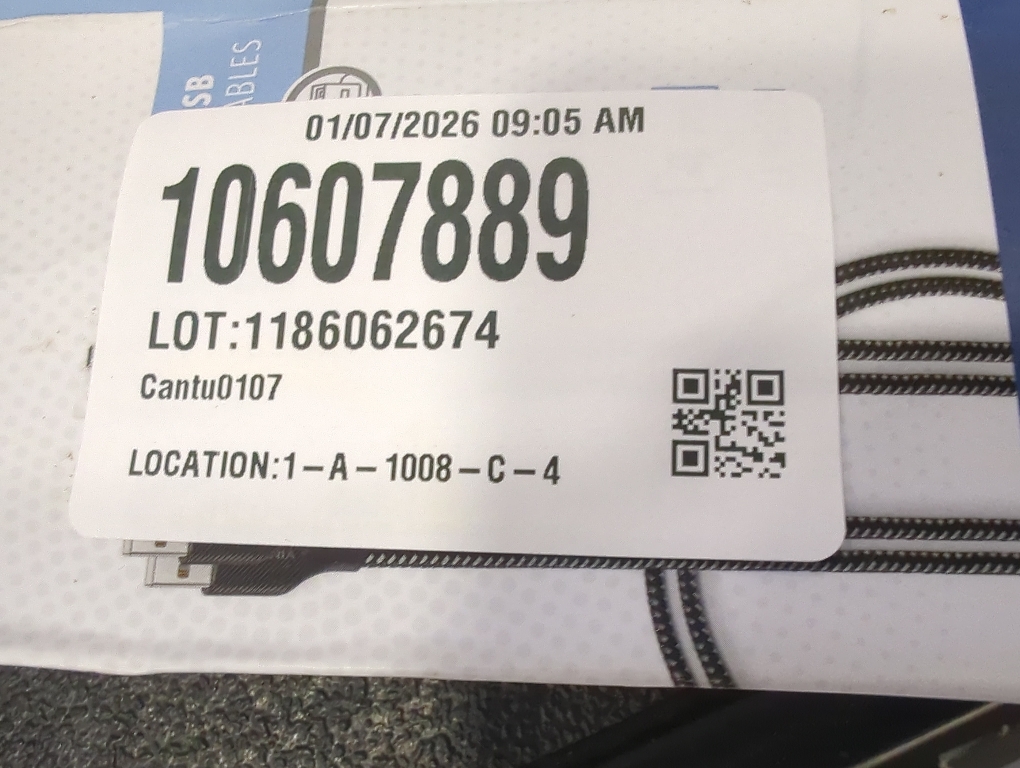 SB
ABLES
01/07/2026 09:05 AM
10607889
LOT:1186062674
Cantu0107
LOCATION:1-A-1008-C-4